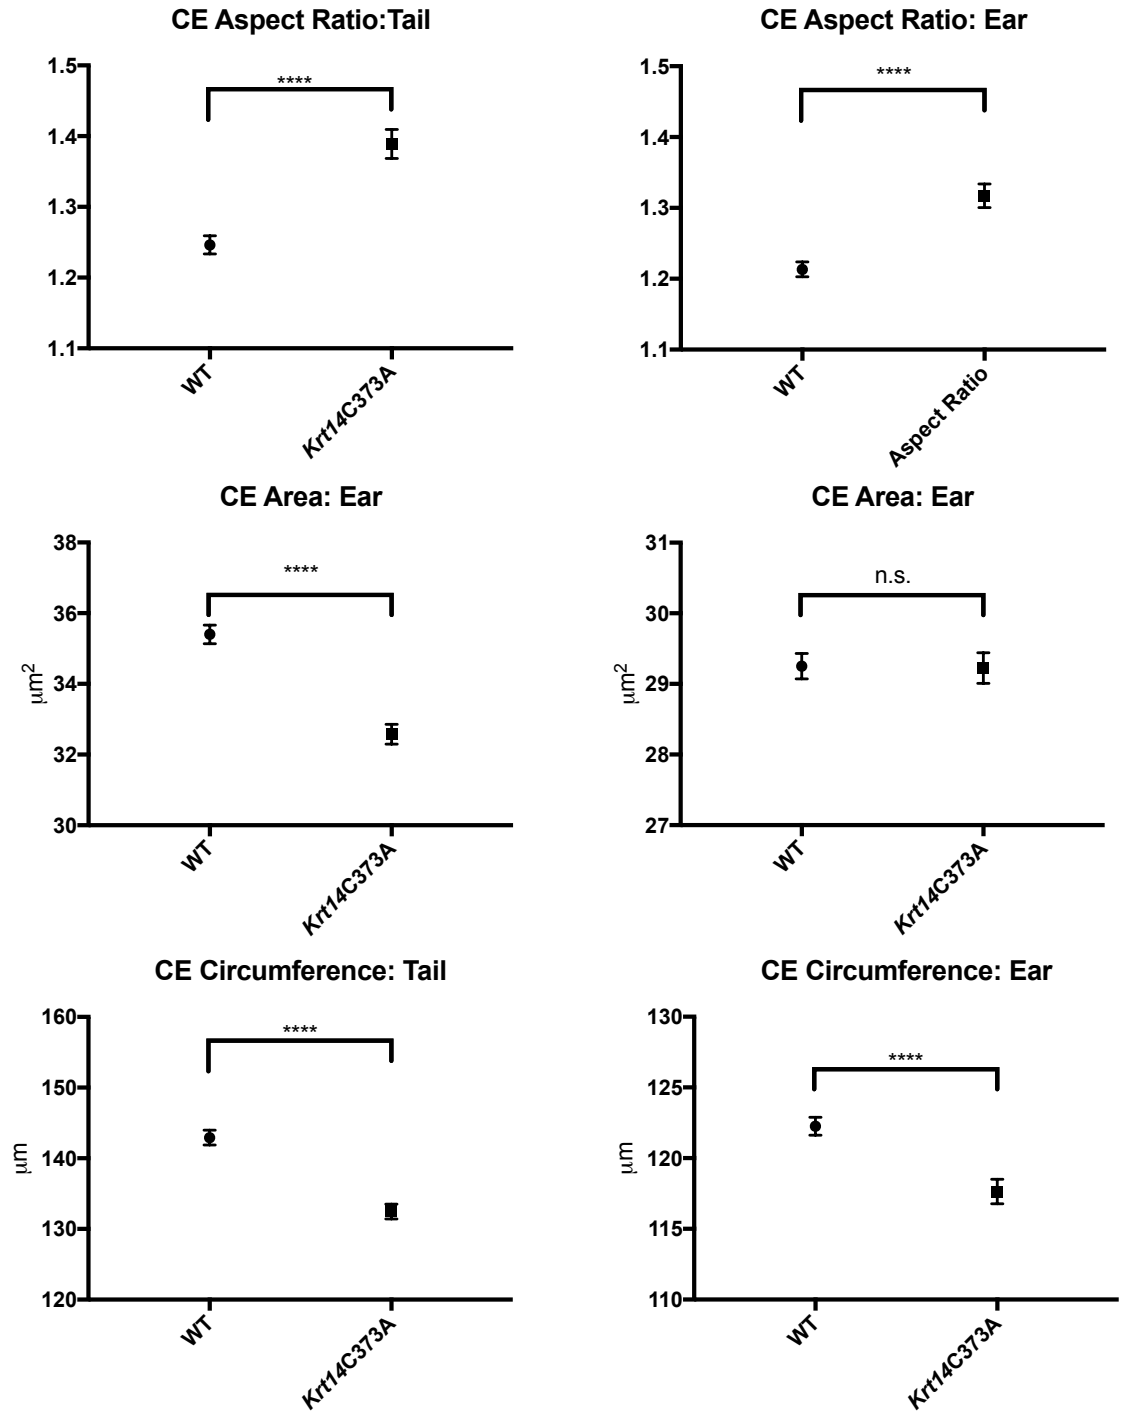 CE Aspect Ratio:Tail
1.5
1.4
1.3
1.2
1.1
****
WT
Krt14C373A
CE Aspect Ratio: Ear
1.5
1.4
1.3
1.2
1.1
****
WT
Aspect Ratio
CE Area: Ear
38
36
34
32
30
μm²
****
WT
Krt14C373A
CE Area: Ear
31
30
29
28
27
μm²
n.s.
WT
Krt14C373A
CE Circumference: Tail
160
150
140
130
120
μm
****
WT
Krt14C373A
CE Circumference: Ear
130
125
120
115
110
μm
****
WT
Krt14C373A